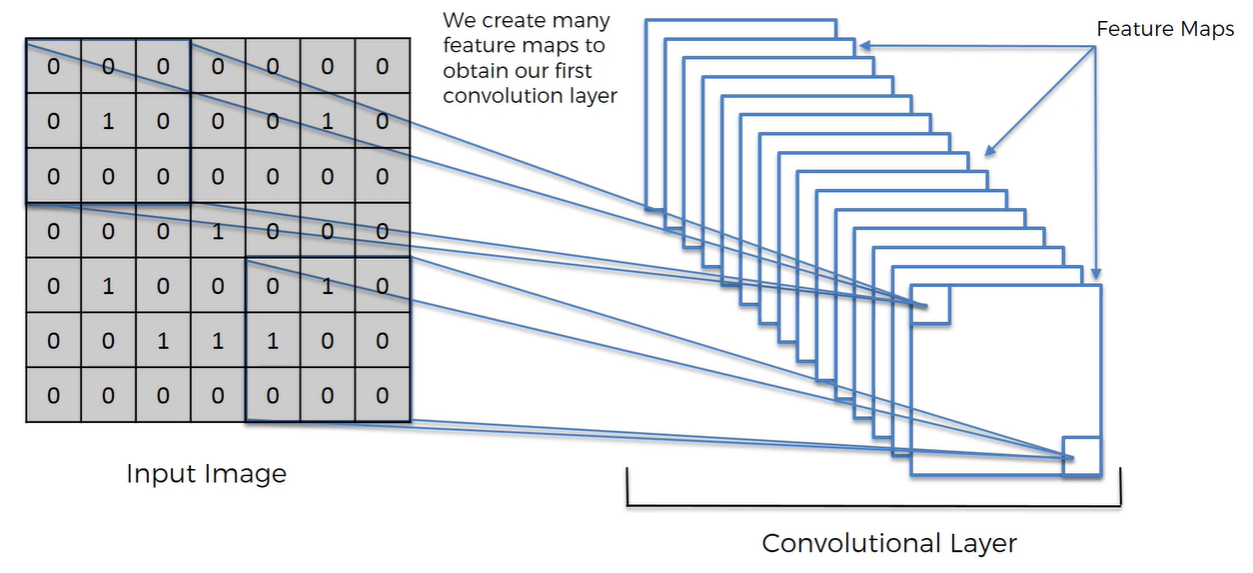 We create many
feature maps to
obtain our first
convolution layer
Feature Maps
0 0 0 0 0 0 0
0 1 0 0 0 1 0
0 0 0 0 0 0 0
0 0 0 1 0 0 0
0 1 0 0 0 1 0
0 0 1 1 1 0 0
0 0 0 0 0 0 0
Input Image
Convolutional Layer